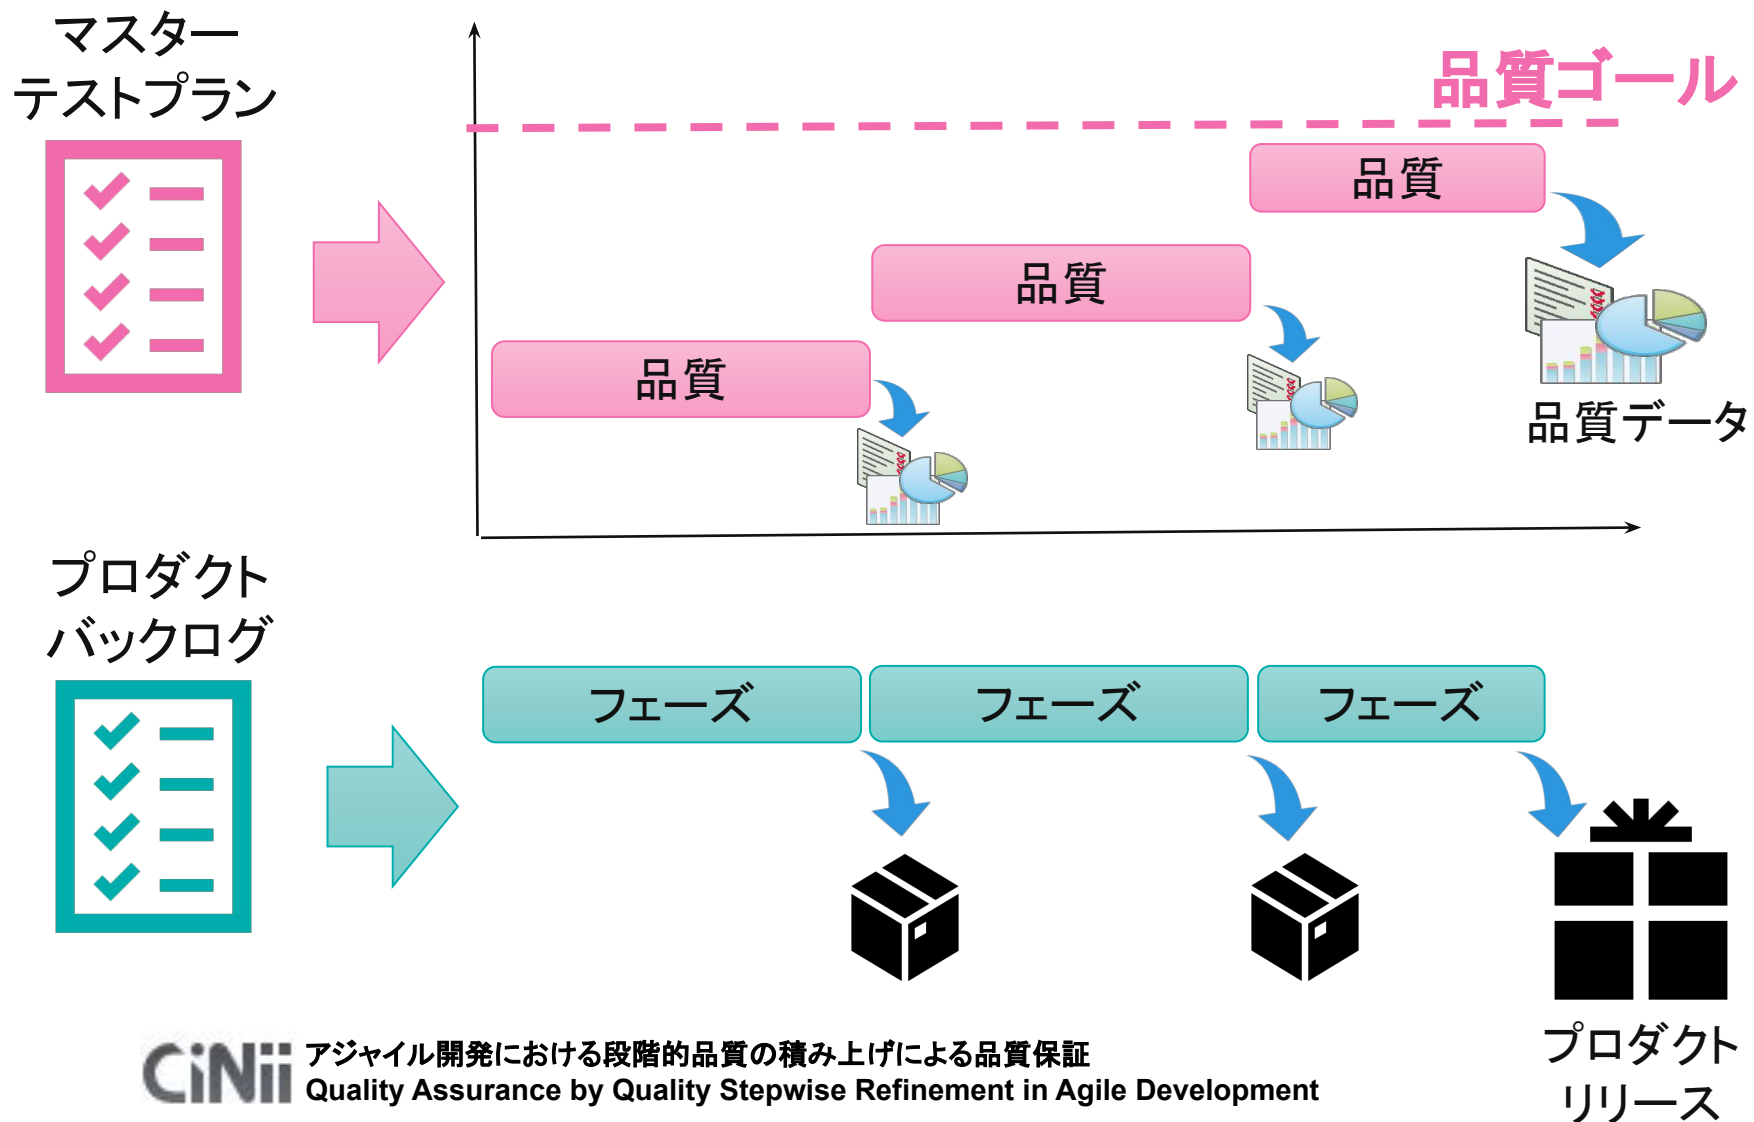 マスター
テストプラン
品質ゴール
品質
品質
品質
品質データ
プロダクト
バックログ
フェーズ
フェーズ
フェーズ
プロダクト
リリース
CiNii
アジャイル開発における段階的品質の積み上げによる品質保証
Quality Assurance by Quality Stepwise Refinement in Agile Development